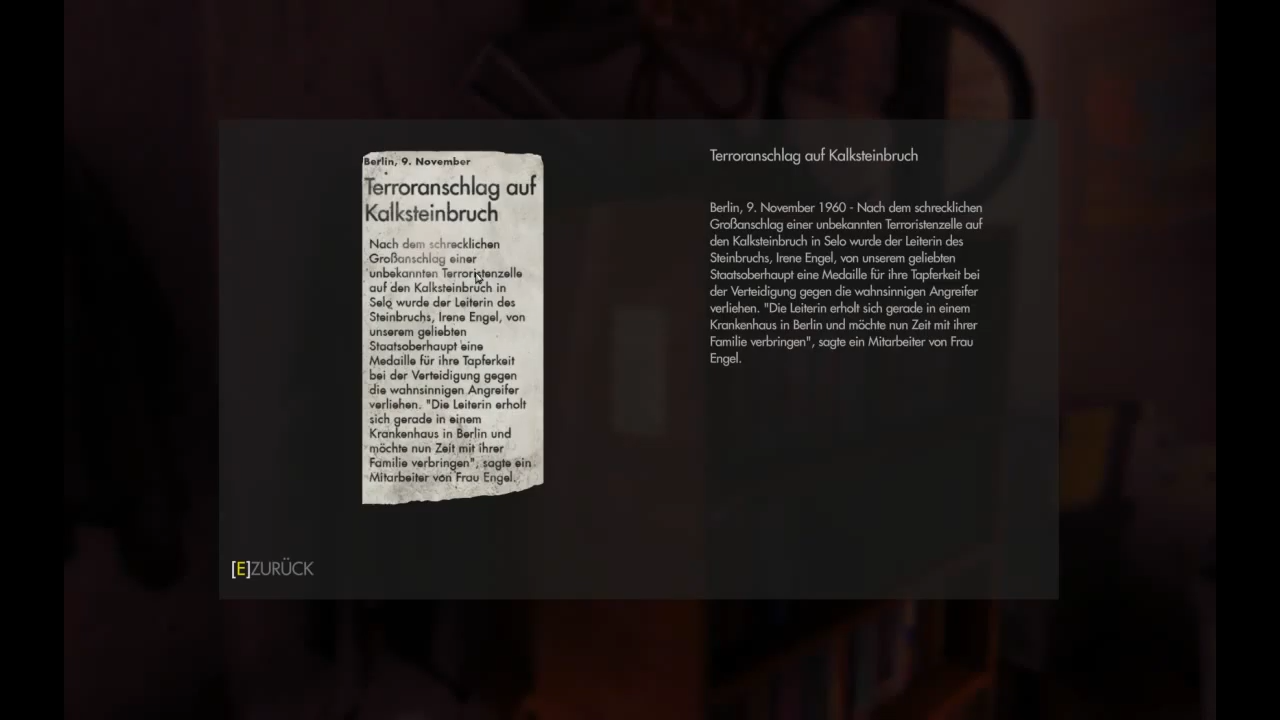 Berlin, 9. November
Terroranschlag auf
Kalksteinbruch
Nach dem schrecklichen
Großanschlag einer
unbekannten Terroristenzelle
auf den Kalksteinbruch in
Selo wurde der Leiterin des
Steinbruchs, Irene Engel, von
unserem geliebten
Staatsoberhaupt eine
Medaille für ihre Tapferkeit
bei der Verteidigung gegen
die wahnsinnigen Angreifer
verliehen. "Die Leiterin erholt
sich gerade in einem
Krankenhaus in Berlin und
möchte nun Zeit mit ihrer
Familie verbringen", sagte ein
Mitarbeiter von Frau Engel.
Terroranschlag auf Kalksteinbruch
Berlin, 9. November 1960 - Nach dem schrecklichen
Großanschlag einer unbekannten Terroristenzelle auf
den Kalksteinbruch in Selo wurde der Leiterin des
Steinbruchs, Irene Engel, von unserem geliebten
Staatsoberhaupt eine Medaille für ihre Tapferkeit bei
der Verteidigung gegen die wahnsinnigen Angreifer
verliehen. "Die Leiterin erholt sich gerade in einem
Krankenhaus in Berlin und möchte nun Zeit mit ihrer
Familie verbringen", sagte ein Mitarbeiter von Frau
Engel.
[E]ZURÜCK